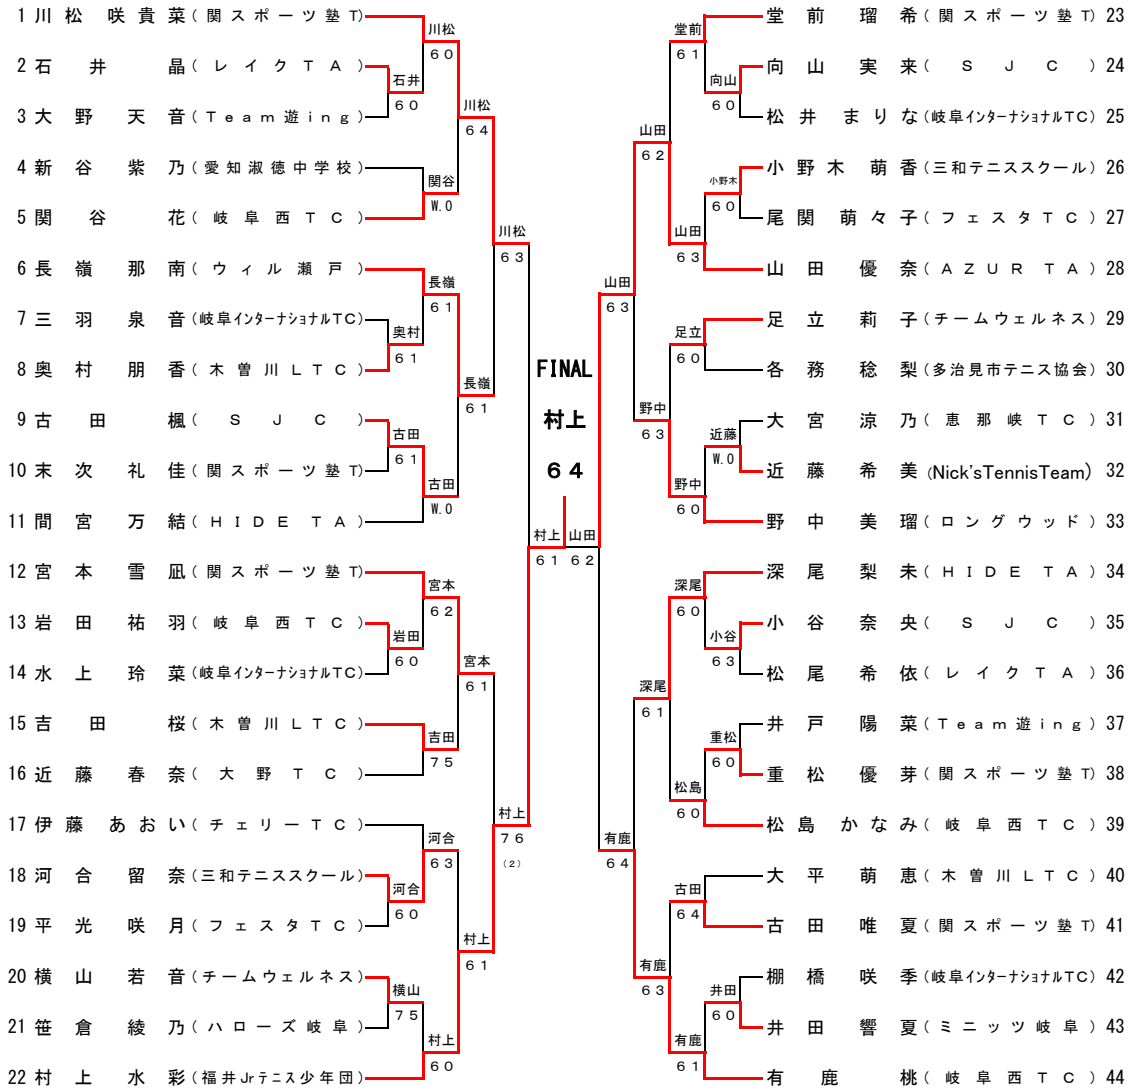 1 川松 咲貴菜 (関スポーツ塾T)
2 石井 晶 (レイクTA)
3 大野 天音 (Team遊ing)
4 新谷 紫乃 (愛知淑徳中学校)
5 関谷 花 (岐阜西TC)
6 長嶺 那南 (ウィル瀬戸)
7 三羽 泉音 (岐阜インターナショナルTC)
8 奥村 朋香 (木曽川LTC)
9 古田 楓 (SJC)
10 末次 礼佳 (関スポーツ塾T)
11 間宮 万結 (HIDE TA)
12 宮本 雪凪 (関スポーツ塾T)
13 岩田 祐羽 (岐阜西TC)
14 水上 玲菜 (岐阜インターナショナルTC)
15 吉田 桜 (木曽川LTC)
16 近藤 春奈 (大野TC)
17 伊藤 あおい (チェリーTC)
18 河合 留奈 (三和テニススクール)
19 平光 咲月 (フェスタTC)
20 横山 若音 (チームウェルネス)
21 笹倉 綾乃 (ハローズ岐阜)
22 村上 水彩 (福井Jrテニス少年団)
川松
60
石井
60
関谷
W.0
長嶺
61
奥村
61
古田
61
古田
W.0
宮本
62
岩田
60
吉田
75
河合
63
河合
60
横山
75
村上
60
川松
64
長嶺
61
宮本
61
村上
61
川松
63
村上
76
(2)
村上
61
FINAL
村上
64
山田
62
山田
63
有鹿
64
山田
62
野中
63
深尾
61
有鹿
63
堂前
61
向山
60
小野木
60
山田
63
足立
60
近藤
W.0
野中
60
深尾
60
小谷
63
重松
60
松島
60
古田
64
井田
60
有鹿
61
堂前 瑠希 (関スポーツ塾T) 23
向山 実来 (SJC) 24
松井 まりな (岐阜インターナショナルTC) 25
小野木 萌香 (三和テニススクール) 26
尾関 萌々子 (フェスタTC) 27
山田 優奈 (AZUR TA) 28
足立 莉子 (チームウェルネス) 29
各務 稔梨 (多治見市テニス協会) 30
大宮 涼乃 (恵那峡TC) 31
近藤 希美 (Nick'sTennisTeam) 32
野中 美瑠 (ロングウッド) 33
深尾 梨未 (HIDE TA) 34
小谷 奈央 (SJC) 35
松尾 希依 (レイクTA) 36
井戸 陽菜 (Team遊ing) 37
重松 優芽 (関スポーツ塾T) 38
松島 かなみ (岐阜西TC) 39
大平 萌恵 (木曽川LTC) 40
古田 唯夏 (関スポーツ塾T) 41
棚橋 咲季 (岐阜インターナショナルTC) 42
井田 響夏 (ミニッツ岐阜) 43
有鹿 桃 (岐阜西TC) 44